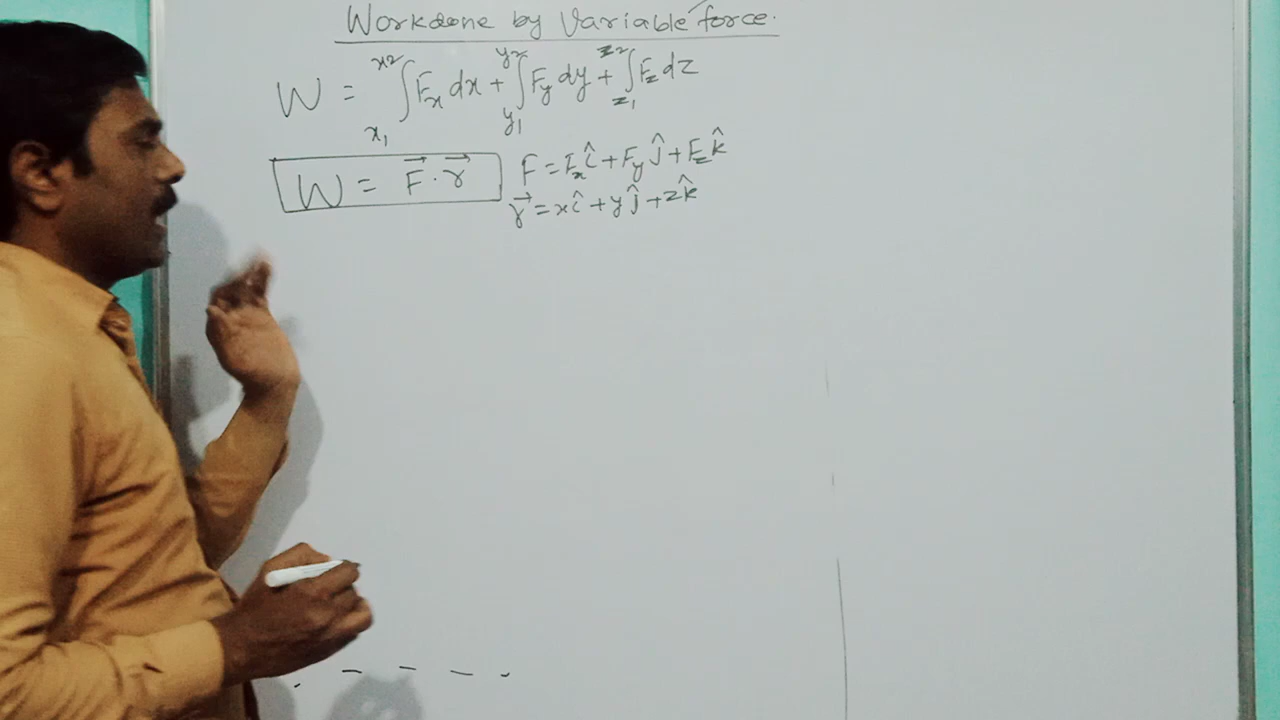 Workdone by Variable force.
W = ∫_{x1}^{x2} Fx dx + ∫_{y1}^{y2} Fy dy + ∫_{z1}^{z2} Fz dz
W = F⃗ · r⃗
F = Fx î + Fy ĵ + Fz k̂
r⃗ = x î + y ĵ + z k̂